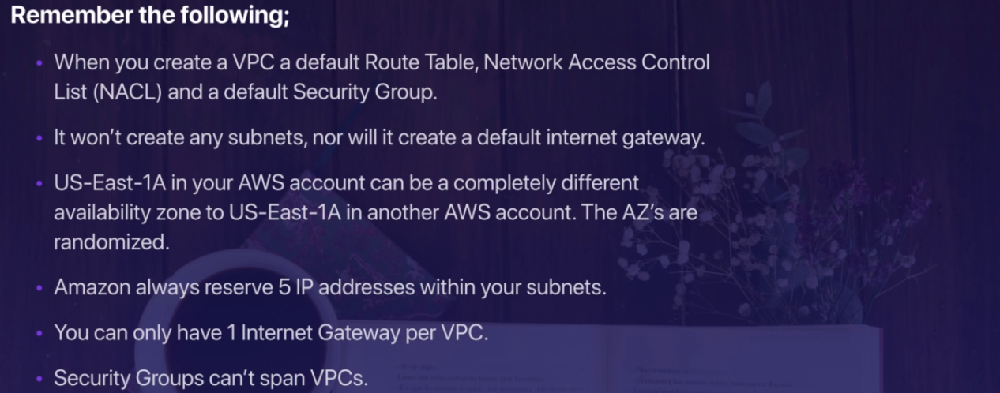 Remember the following;
• When you create a VPC a default Route Table, Network Access Control
List (NACL) and a default Security Group.
• It won't create any subnets, nor will it create a default internet gateway.
• US-East-1A in your AWS account can be a completely different
availability zone to US-East-1A in another AWS account. The AZ's are
randomized.
• Amazon always reserve 5 IP addresses within your subnets.
• You can only have 1 Internet Gateway per VPC.
• Security Groups can't span VPCs.